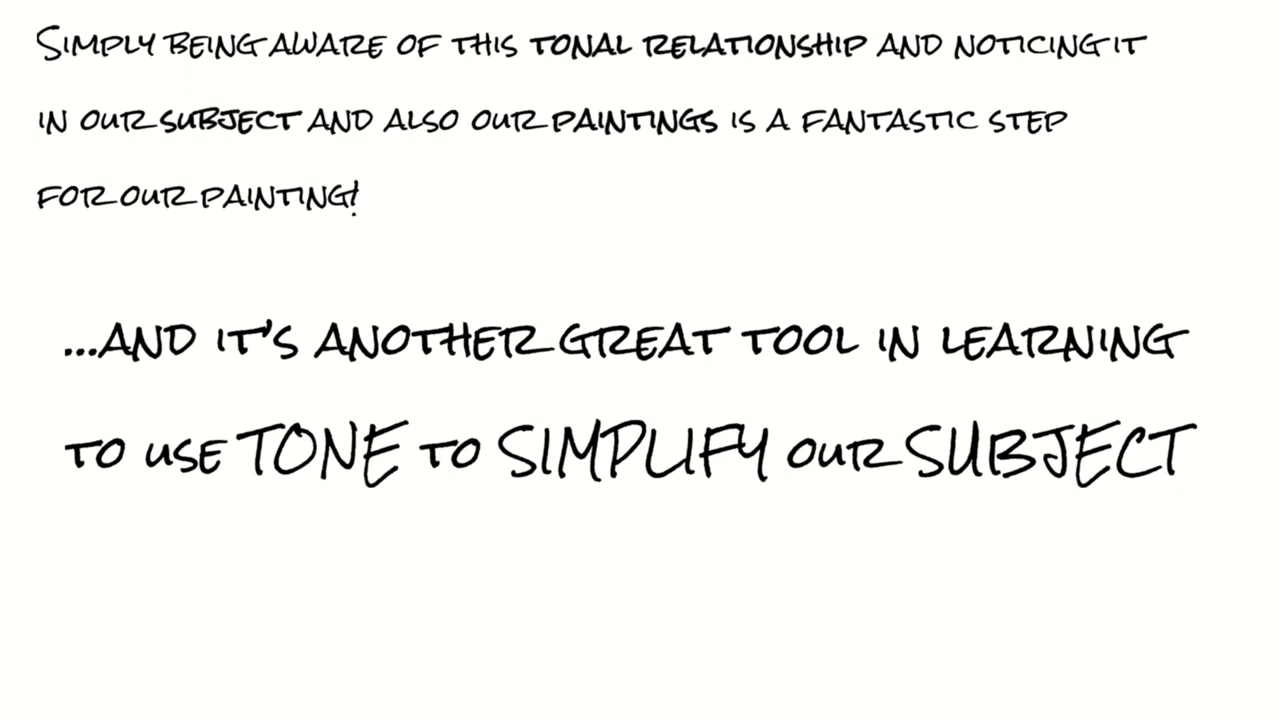 Simply being aware of this tonal relationship and noticing it
in our subject and also our paintings is a fantastic step
for our painting!
...and it's another great tool in learning
to use TONE to SIMPLIFY our SUBJECT